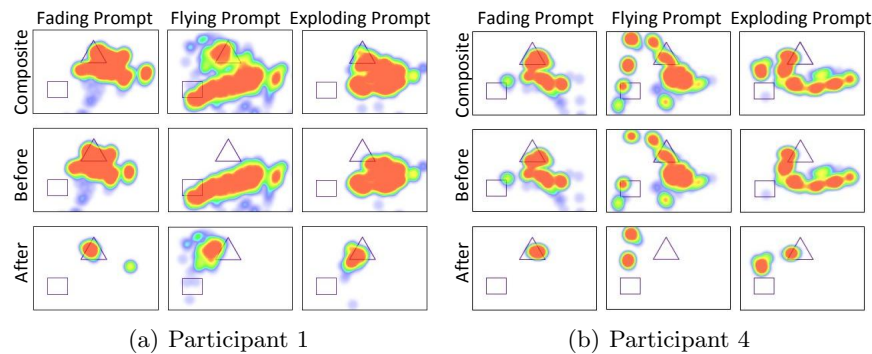 Fading Prompt Flying Prompt Exploding Prompt
Composite
Before
After
(a) Participant 1
Fading Prompt Flying Prompt Exploding Prompt
Composite
Before
After
(b) Participant 4